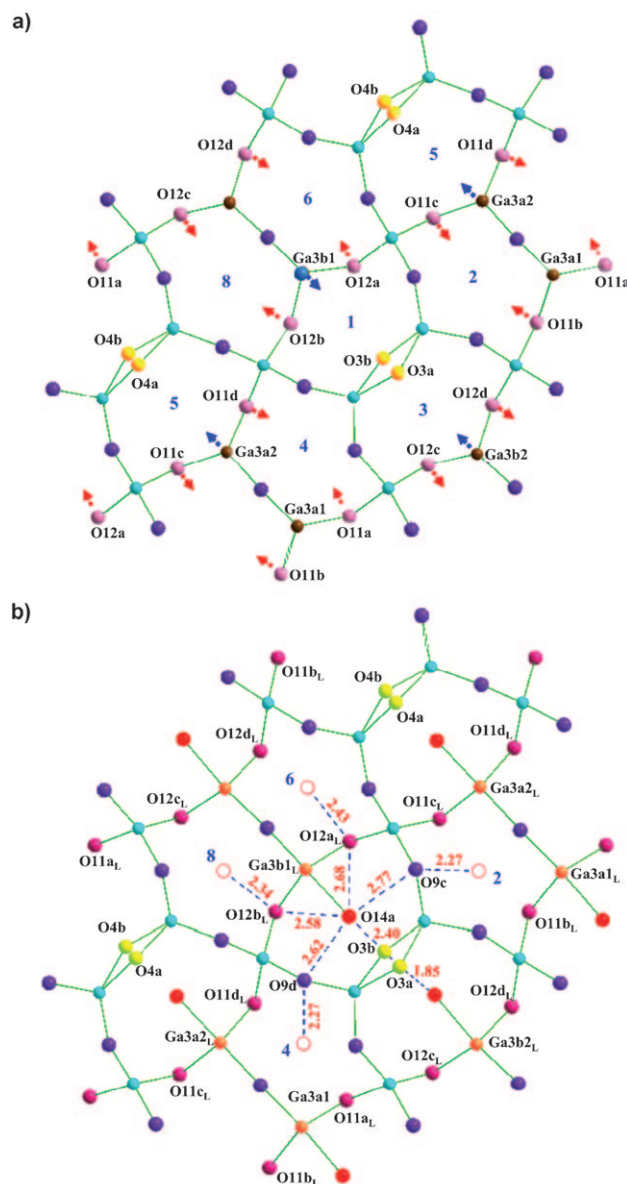 a)
O4b
O4a
O12d
5
O11d
6
O12c
O11c
Ga3a2
Ga3b1
Ga3a1
O11a
8
O12a
2
O11a
O12b
1
O11b
O4b
O3b
O4a
O11d
O3a
O12d
5
3
O11c
Ga3a2
4
O12c
Ga3b2
O12a
Ga3a1
O11a
O11b
b)
O11bL
O4b
O12dL
O4a
O11dL
6
Ga3a2L
O12cL
2.43
O11cL
O12aL
O11aL
8
Ga3b1L
2.27
2
Ga3a1L
2.34
2.68
2.77
O9c
O12bL
O14a
O11bL
2.58
2.40
O4b
2.62
O3b
O4a
O9d
O3a
1.85
O12dL
O11dL
2.27
Ga3a2L
4
Ga3b2L
O11cL
O12cL
Ga3a1
O11aL
O11bL